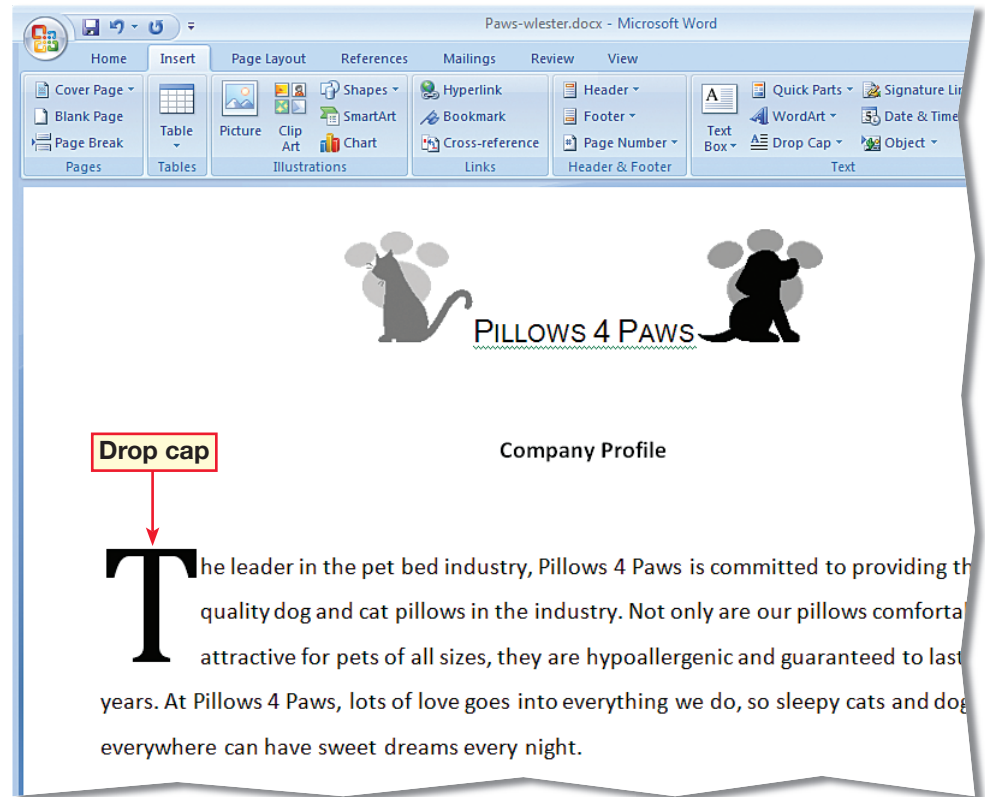 Paws-wlester.docx - Microsoft Word
Home Insert Page Layout References Mailings Review View
Cover Page
Blank Page
Page Break
Pages
Table
Tables
Picture
Clip Art
Shapes
SmartArt
Chart
Illustrations
Hyperlink
Bookmark
Cross-reference
Links
Header
Footer
Page Number
Header & Footer
A
Text Box
Quick Parts
WordArt
Drop Cap
Signature
Date & Time
Object
Text
PILLOWS 4 PAWS
Company Profile
Drop cap
The leader in the pet bed industry, Pillows 4 Paws is committed to providing
quality dog and cat pillows in the industry. Not only are our pillows
attractive for pets of all sizes, they are hypoallergenic and guaranteed to last
years. At Pillows 4 Paws, lots of love goes into everything we do, so sleepy cats and
everywhere can have sweet dreams every night.